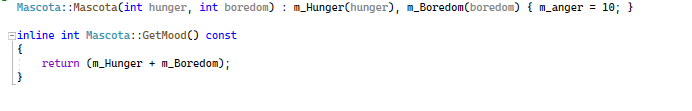 Mascota::Mascota(int hunger, int boredom) : m_Hunger(hunger), m_Boredom(boredom) { m_anger = 10; }
inline int Mascota::GetMood() const
{
return (m_Hunger + m_Boredom);
}